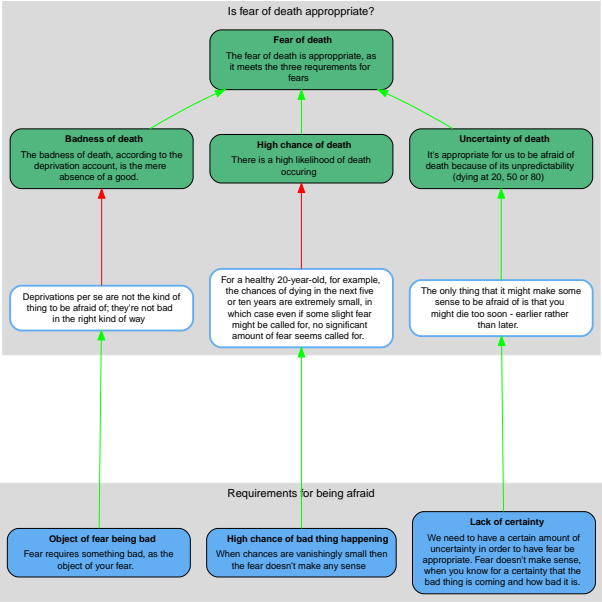 Is fear of death approppriate?
Fear of death
The fear of death is approppriate, as
it meets the three requrements for
fears
Badness of death
The badness of death, according to the
deprivation account, is the mere
absence of a good.
High chance of death
There is a high likelihood of death
occuring
Uncertainty of death
It's appropriate for us to be afraid of
death because of its unpredictability
(dying at 20, 50 or 80)
Deprivations per se are not the kind of
thing to be afraid of; they're not bad
in the right kind of way
For a healthy 20-year-old, for example,
the chances of dying in the next five
or ten years are extremely small, in
which case even if some slight fear
might be called for, no significant
amount of fear seems called for.
The only thing that it might make some
sense to be afraid of is that you
might die too soon - earlier rather
than later.
Requirements for being afraid
Object of fear being bad
Fear requires something bad, as the
object of your fear.
High chance of bad thing happening
When chances are vanishingly small then
the fear doesn't make any sense
Lack of certainty
We need to have a certain amount of
uncertainty in order to have fear be
appropriate. Fear doesn't make sense,
when you know for a certainty that the
bad thing is coming and how bad it is.